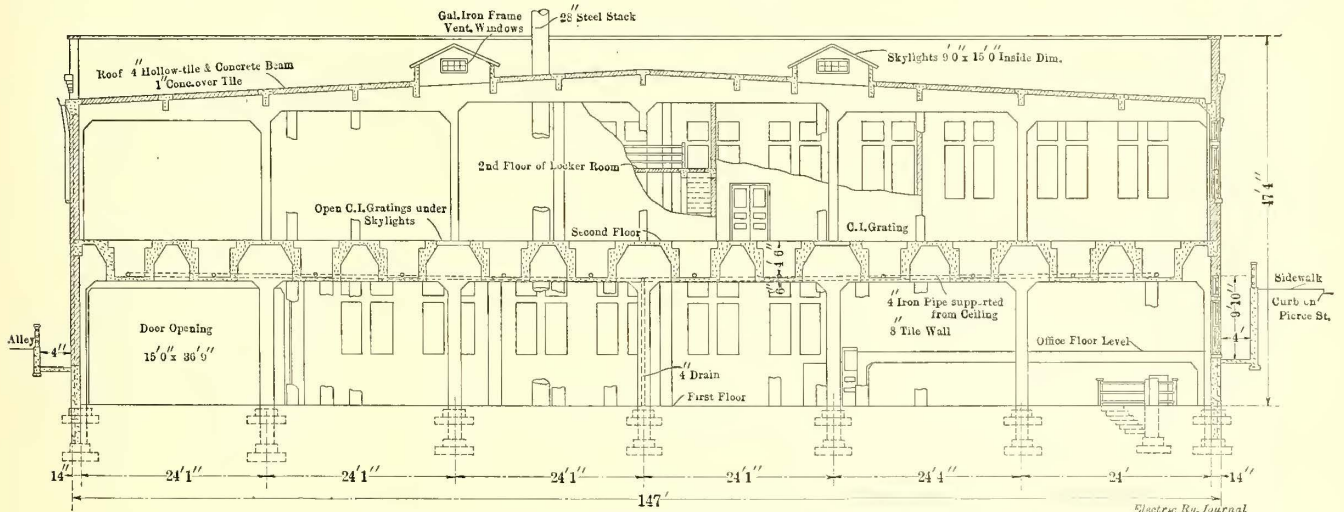 Gal. Iron Frame
Vent. Windows
28" Steel Stack
Roof 4" Hollow-tile & Concrete Beam
1" Conc. over Tile
Skylights 9'0" x 15'0" Inside Dim.
2nd Floor of Locker Room
Open C.I. Gratings under
Skylights
Second Floor
C.I. Grating
47'4"
6"
4'6"
Sidewalk
Curb on
Pierce St.
9'10"
4'
4" Iron Pipe supported
from Ceiling
8" Tile Wall
Door Opening
15'0" x 36'9"
Alley
4"
Office Floor Level
4" Drain
First Floor
14"
24'1"
24'1"
24'1"
24'1"
24'4"
24'
14"
147'
Electric Ry. Journal